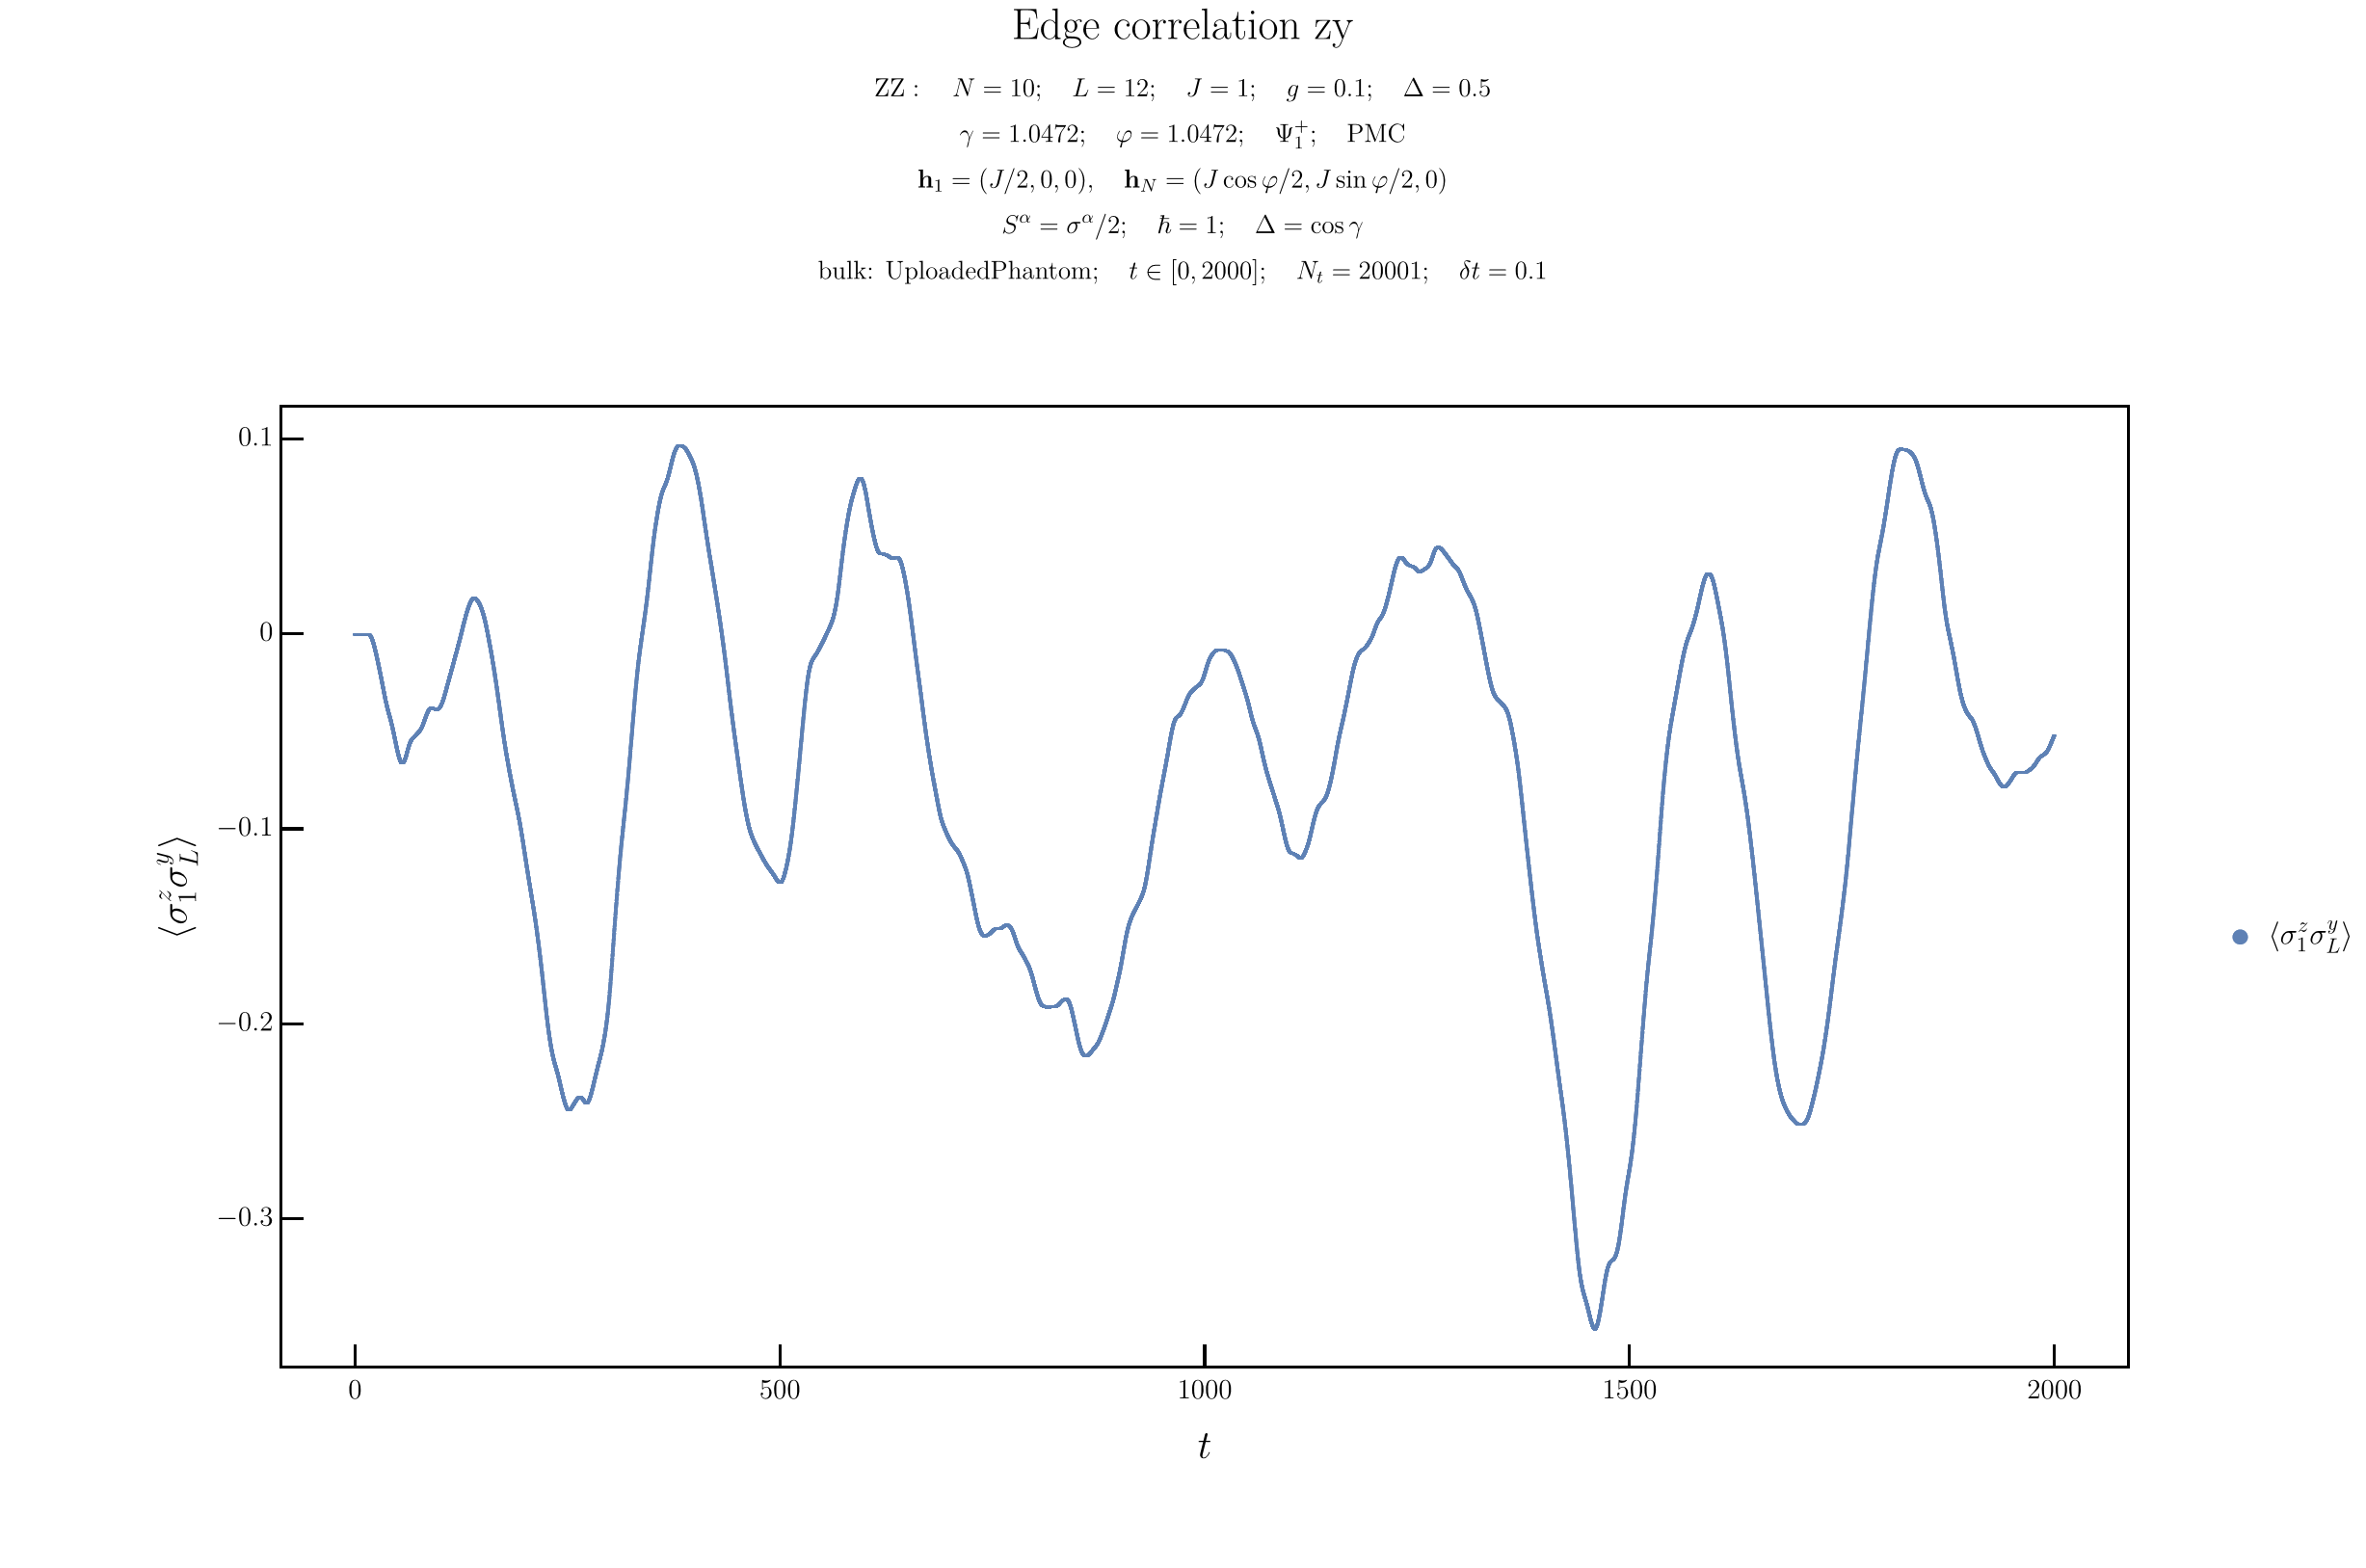 Edge correlation zy
ZZ : N = 10; L = 12; J = 1; g = 0.1; Δ = 0.5
γ = 1.0472; φ = 1.0472; Ψ₁⁺; PMC
𝐡₁ = (J/2, 0, 0), 𝐡_N = (J cos φ/2, J sin φ/2, 0)
S^α = σ^α/2; ℏ = 1; Δ = cos γ
bulk: UploadedPhantom; t ∈ [0, 2000]; N_t = 20001; δt = 0.1
0.1
0
−0.1
−0.2
−0.3
⟨σ₁^z σ_L^y⟩
⟨σ₁^z σ_L^y⟩
0 500 1000 1500 2000
t